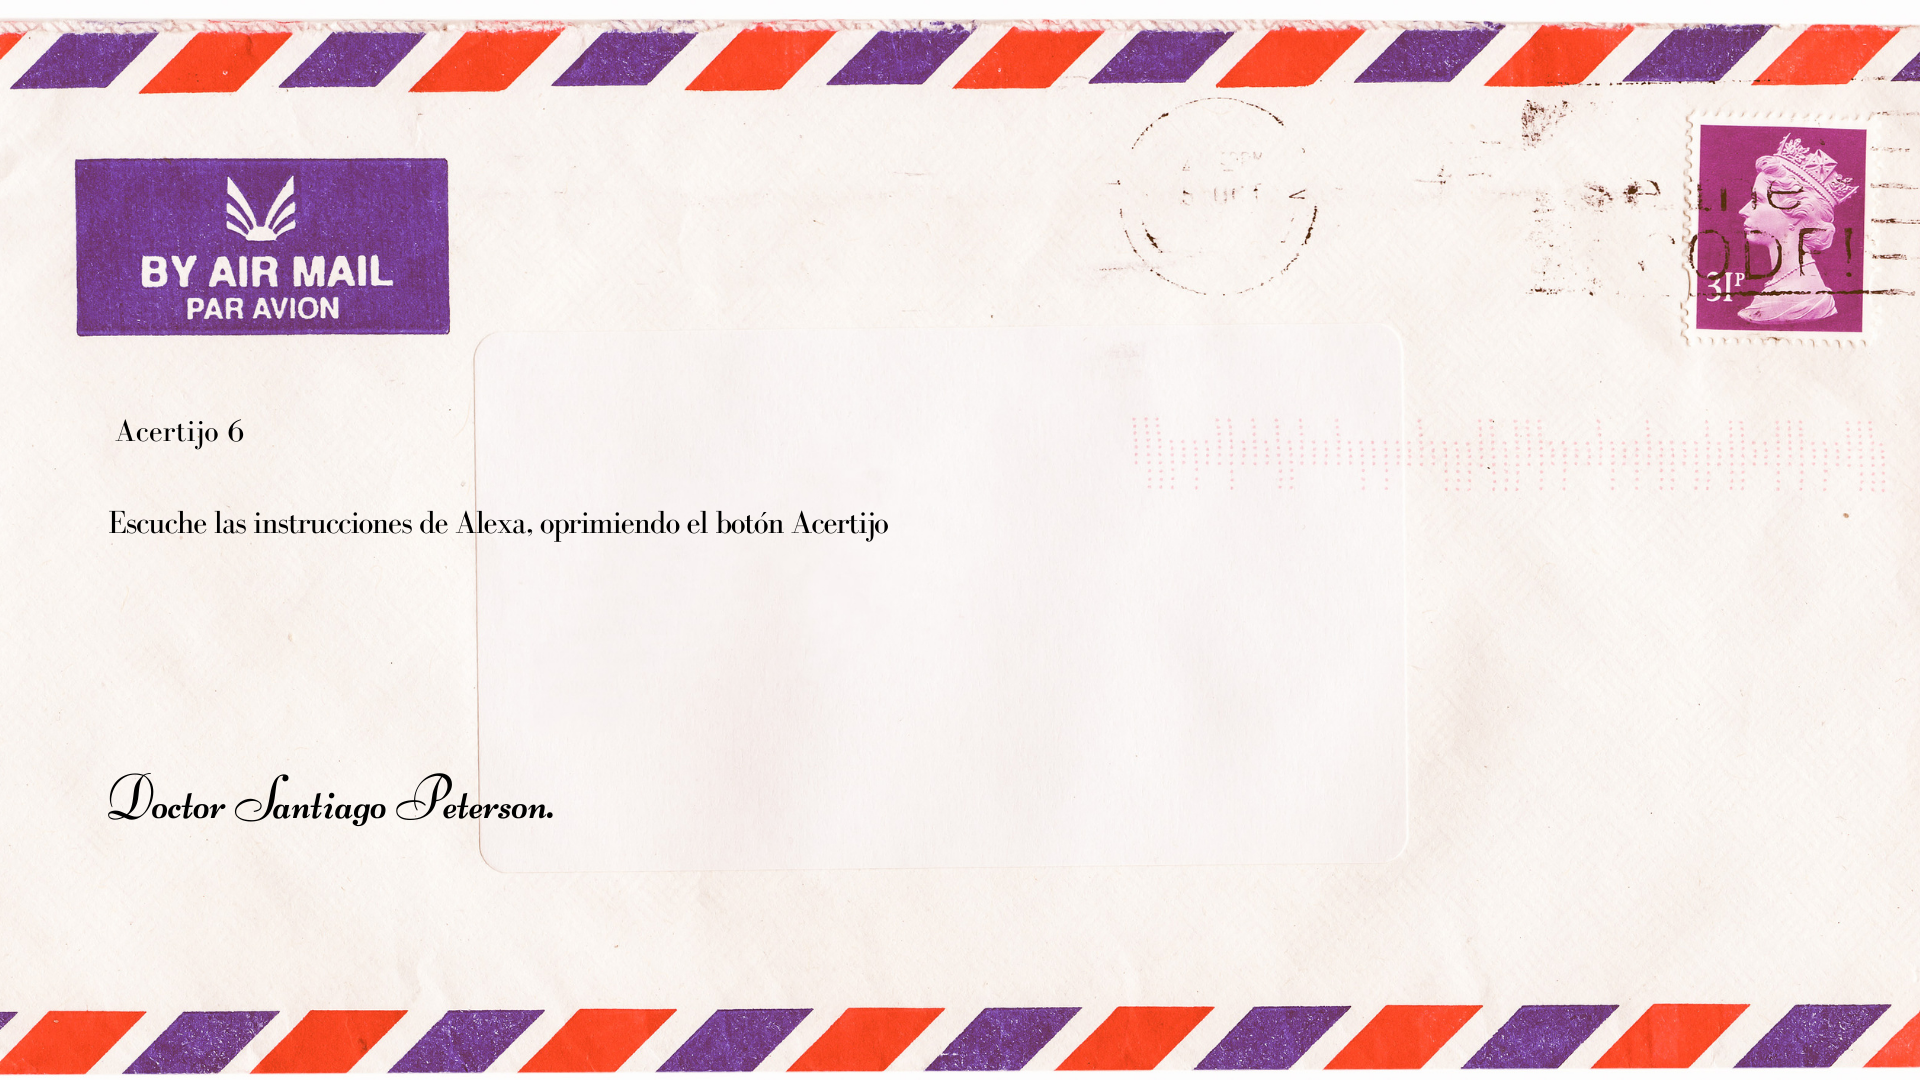 BY AIR MAIL
PAR AVION
31P
Acertijo 6
Escuche las instrucciones de Alexa, oprimiendo el botón Acertijo
Doctor Santiago Peterson.